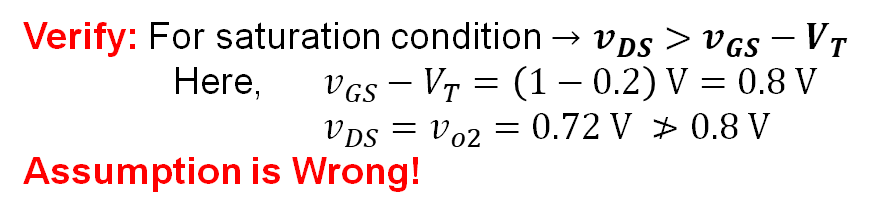 Verify: For saturation condition → v_DS > v_GS − V_T
Here, v_GS − V_T = (1 − 0.2) V = 0.8 V
v_DS = v_o2 = 0.72 V ≯ 0.8 V
Assumption is Wrong!